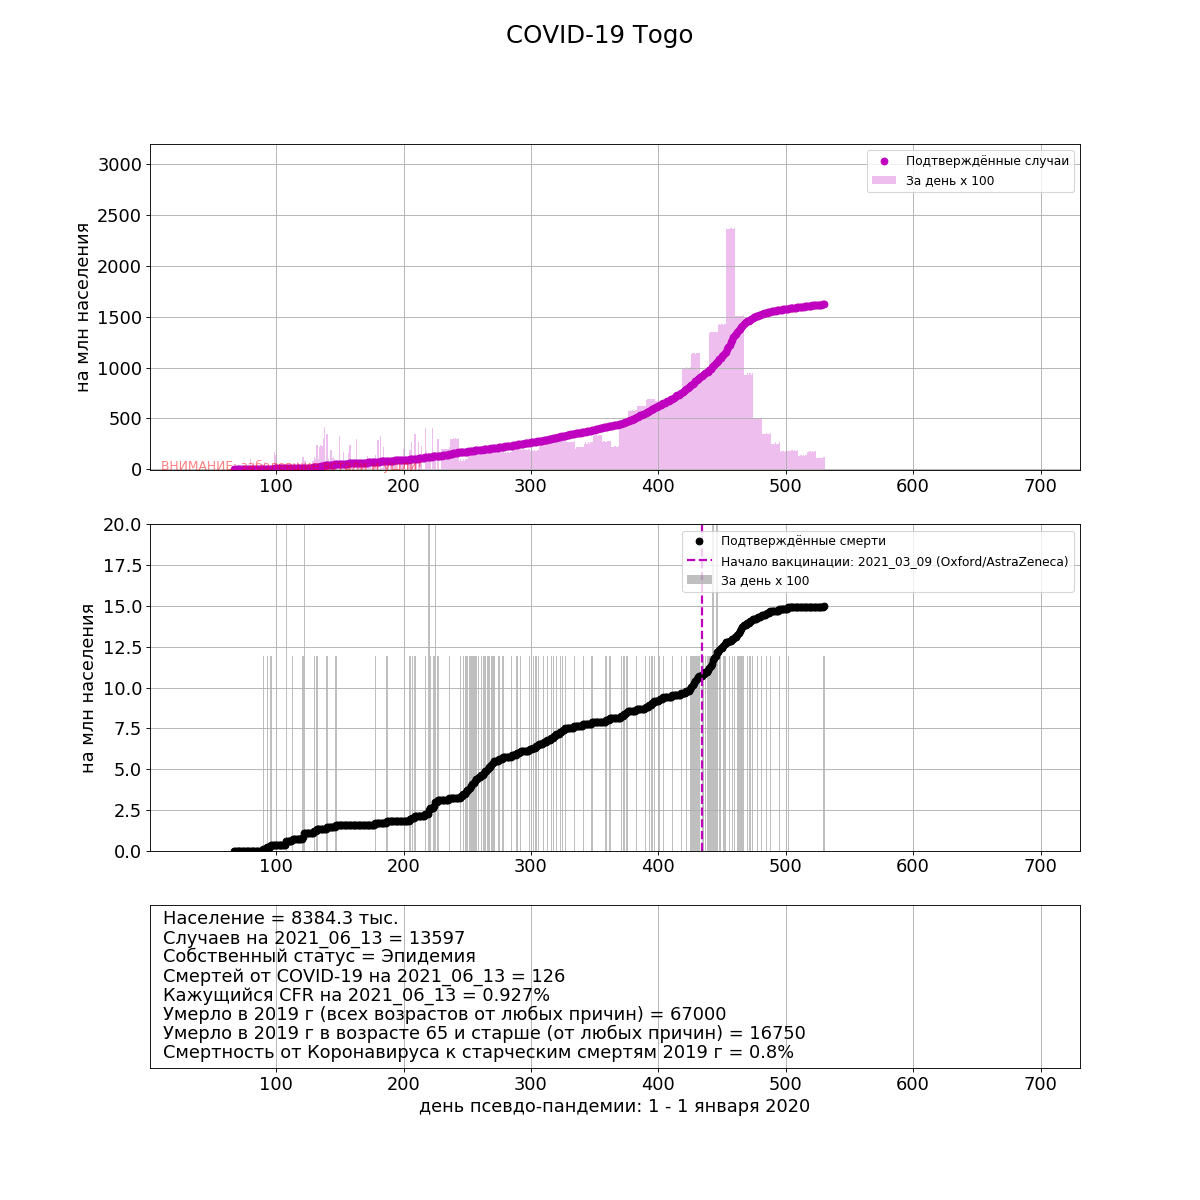 COVID-19 Togo
3000
2500
2000
1500
1000
500
0
на млн населения
Подтверждённые случаи
За день x 100
ВНИМАНИЕ:
100 200 300 400 500 600 700
20.0
17.5
15.0
12.5
10.0
7.5
5.0
2.5
0.0
на млн населения
Подтверждённые смерти
Начало вакцинации: 2021_03_09 (Oxford/AstraZeneca)
За день x 100
100 200 300 400 500 600 700
Население = 8384.3 тыс.
Случаев на 2021_06_13 = 13597
Собственный статус = Эпидемия
Смертей от COVID-19 на 2021_06_13 = 126
Кажущийся CFR на 2021_06_13 = 0.927%
Умерло в 2019 г (всех возрастов от любых причин) = 67000
Умерло в 2019 г в возрасте 65 и старше (от любых причин) = 16750
Смертность от Коронавируса к старческим смертям 2019 г = 0.8%
100 200 300 400 500 600 700
день псевдо-пандемии: 1 - 1 января 2020